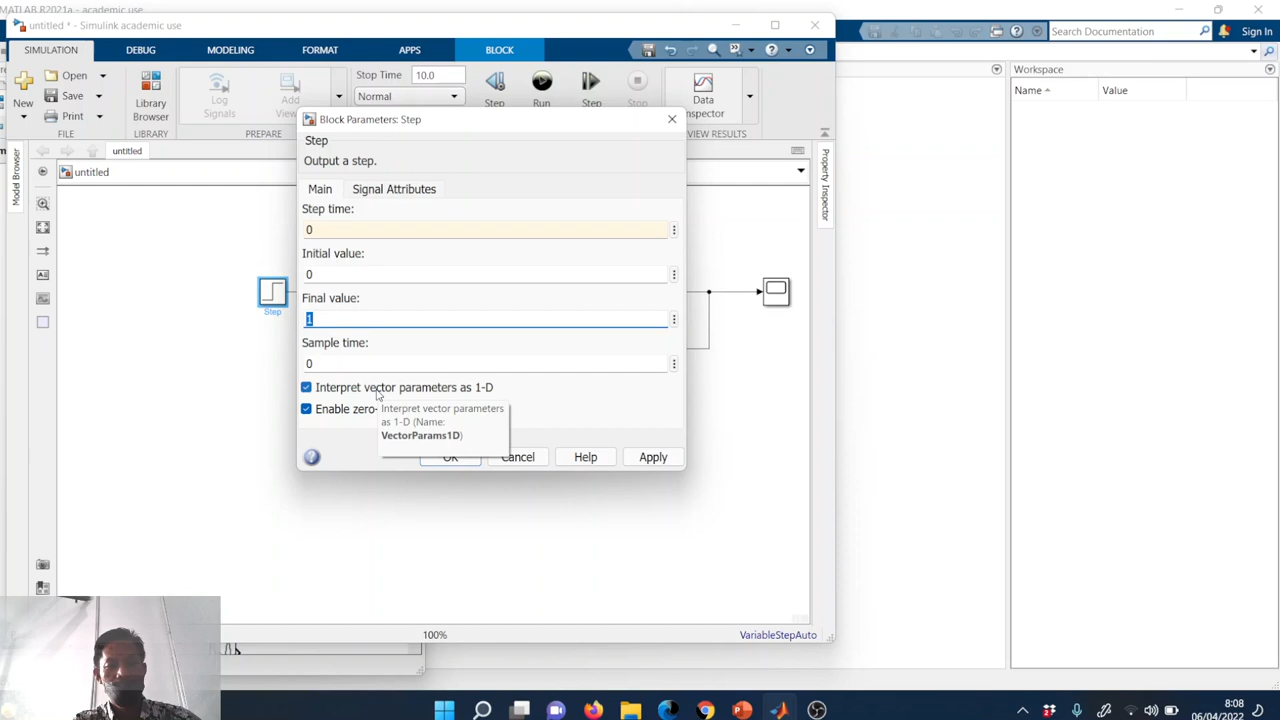 MATLAB R2021a - academic use
untitled * - Simulink academic use
SIMULATION DEBUG MODELING FORMAT APPS BLOCK
Search Documentation Sign In
New Open Save Print FILE
Library Browser LIBRARY
Log Signals PREPARE
Stop Time 10.0
Normal
Step Run Step Stop
Data Inspector
Workspace
Name Value
untitled
untitled
Model Browser
Property Inspector
Step
Block Parameters: Step
Step
Output a step.
Main Signal Attributes
Step time:
0
Initial value:
0
Final value:
1
Sample time:
0
Interpret vector parameters as 1-D
Enable zero-
Interpret vector parameters
as 1-D (Name:
VectorParams1D)
OK Cancel Help Apply
100% VariableStepAuto
8:08
06/04/2022